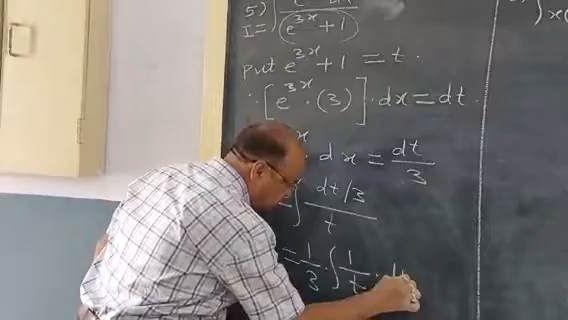 5)
I = ∫ / (e^{3x} + 1)
put e^{3x} + 1 = t.
∴ [e^{3x} · (3)] · dx = dt.
x · dx = dt / 3
= ∫ (dt/3) / t
= 1/3 · ∫ 1/t · dt
∫ x(